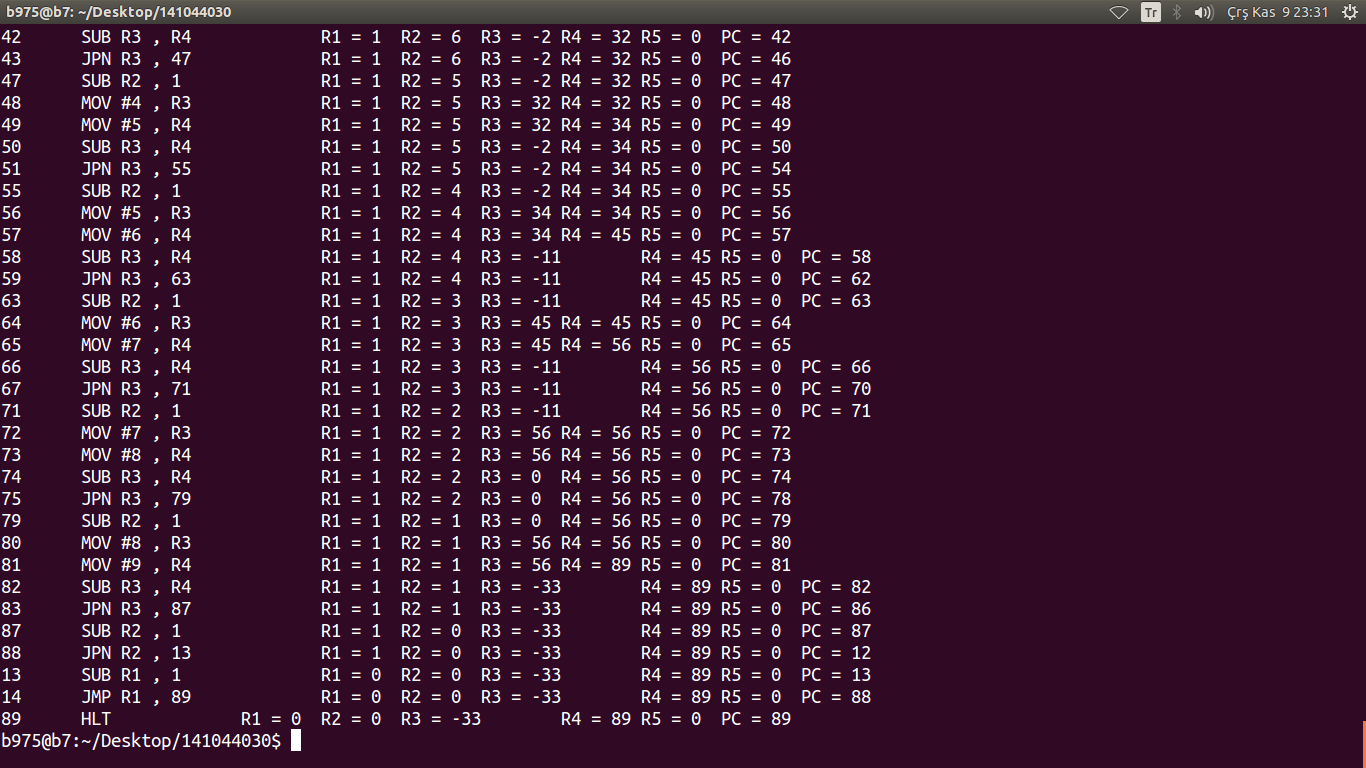 b975@b7: ~/Desktop/141044030 Tr Çrş Kas 9 23:31
42 SUB R3 , R4 R1 = 1 R2 = 6 R3 = -2 R4 = 32 R5 = 0 PC = 42
43 JPN R3 , 47 R1 = 1 R2 = 6 R3 = -2 R4 = 32 R5 = 0 PC = 46
47 SUB R2 , 1 R1 = 1 R2 = 5 R3 = -2 R4 = 32 R5 = 0 PC = 47
48 MOV #4 , R3 R1 = 1 R2 = 5 R3 = 32 R4 = 32 R5 = 0 PC = 48
49 MOV #5 , R4 R1 = 1 R2 = 5 R3 = 32 R4 = 34 R5 = 0 PC = 49
50 SUB R3 , R4 R1 = 1 R2 = 5 R3 = -2 R4 = 34 R5 = 0 PC = 50
51 JPN R3 , 55 R1 = 1 R2 = 5 R3 = -2 R4 = 34 R5 = 0 PC = 54
55 SUB R2 , 1 R1 = 1 R2 = 4 R3 = -2 R4 = 34 R5 = 0 PC = 55
56 MOV #5 , R3 R1 = 1 R2 = 4 R3 = 34 R4 = 34 R5 = 0 PC = 56
57 MOV #6 , R4 R1 = 1 R2 = 4 R3 = 34 R4 = 45 R5 = 0 PC = 57
58 SUB R3 , R4 R1 = 1 R2 = 4 R3 = -11 R4 = 45 R5 = 0 PC = 58
59 JPN R3 , 63 R1 = 1 R2 = 4 R3 = -11 R4 = 45 R5 = 0 PC = 62
63 SUB R2 , 1 R1 = 1 R2 = 3 R3 = -11 R4 = 45 R5 = 0 PC = 63
64 MOV #6 , R3 R1 = 1 R2 = 3 R3 = 45 R4 = 45 R5 = 0 PC = 64
65 MOV #7 , R4 R1 = 1 R2 = 3 R3 = 45 R4 = 56 R5 = 0 PC = 65
66 SUB R3 , R4 R1 = 1 R2 = 3 R3 = -11 R4 = 56 R5 = 0 PC = 66
67 JPN R3 , 71 R1 = 1 R2 = 3 R3 = -11 R4 = 56 R5 = 0 PC = 70
71 SUB R2 , 1 R1 = 1 R2 = 2 R3 = -11 R4 = 56 R5 = 0 PC = 71
72 MOV #7 , R3 R1 = 1 R2 = 2 R3 = 56 R4 = 56 R5 = 0 PC = 72
73 MOV #8 , R4 R1 = 1 R2 = 2 R3 = 56 R4 = 56 R5 = 0 PC = 73
74 SUB R3 , R4 R1 = 1 R2 = 2 R3 = 0 R4 = 56 R5 = 0 PC = 74
75 JPN R3 , 79 R1 = 1 R2 = 2 R3 = 0 R4 = 56 R5 = 0 PC = 78
79 SUB R2 , 1 R1 = 1 R2 = 1 R3 = 0 R4 = 56 R5 = 0 PC = 79
80 MOV #8 , R3 R1 = 1 R2 = 1 R3 = 56 R4 = 56 R5 = 0 PC = 80
81 MOV #9 , R4 R1 = 1 R2 = 1 R3 = 56 R4 = 89 R5 = 0 PC = 81
82 SUB R3 , R4 R1 = 1 R2 = 1 R3 = -33 R4 = 89 R5 = 0 PC = 82
83 JPN R3 , 87 R1 = 1 R2 = 1 R3 = -33 R4 = 89 R5 = 0 PC = 86
87 SUB R2 , 1 R1 = 1 R2 = 0 R3 = -33 R4 = 89 R5 = 0 PC = 87
88 JPN R2 , 13 R1 = 1 R2 = 0 R3 = -33 R4 = 89 R5 = 0 PC = 12
13 SUB R1 , 1 R1 = 0 R2 = 0 R3 = -33 R4 = 89 R5 = 0 PC = 13
14 JMP R1 , 89 R1 = 0 R2 = 0 R3 = -33 R4 = 89 R5 = 0 PC = 88
89 HLT R1 = 0 R2 = 0 R3 = -33 R4 = 89 R5 = 0 PC = 89
b975@b7:~/Desktop/141044030$